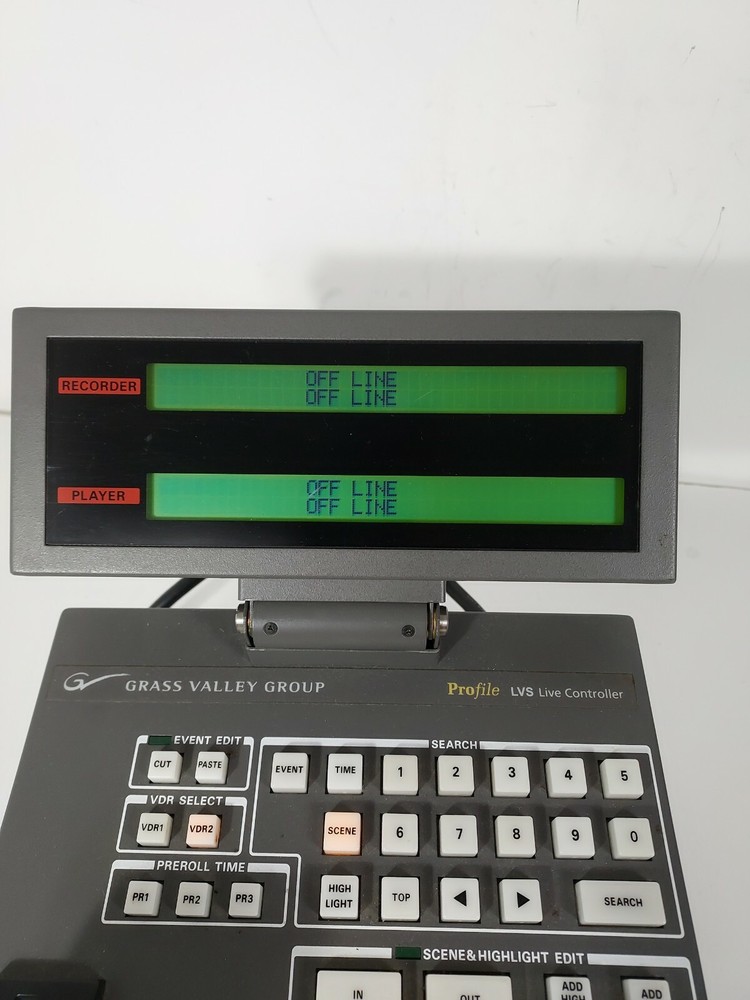 RECORDER
OFF LINE
OFF LINE
PLAYER
OFF LINE
OFF LINE
GRASS VALLEY GROUP
Profile LVS Live Controller
EVENT EDIT
CUT PASTE
SEARCH
EVENT TIME 1 2 3 4 5
VDR SELECT
VDR1 VDR2
SCENE 6 7 8 9 0
PREROLL TIME
PR1 PR2 PR3
HIGH LIGHT TOP SEARCH
SCENE&HIGHLIGHT EDIT
IN OUT ADD HIGH ADD